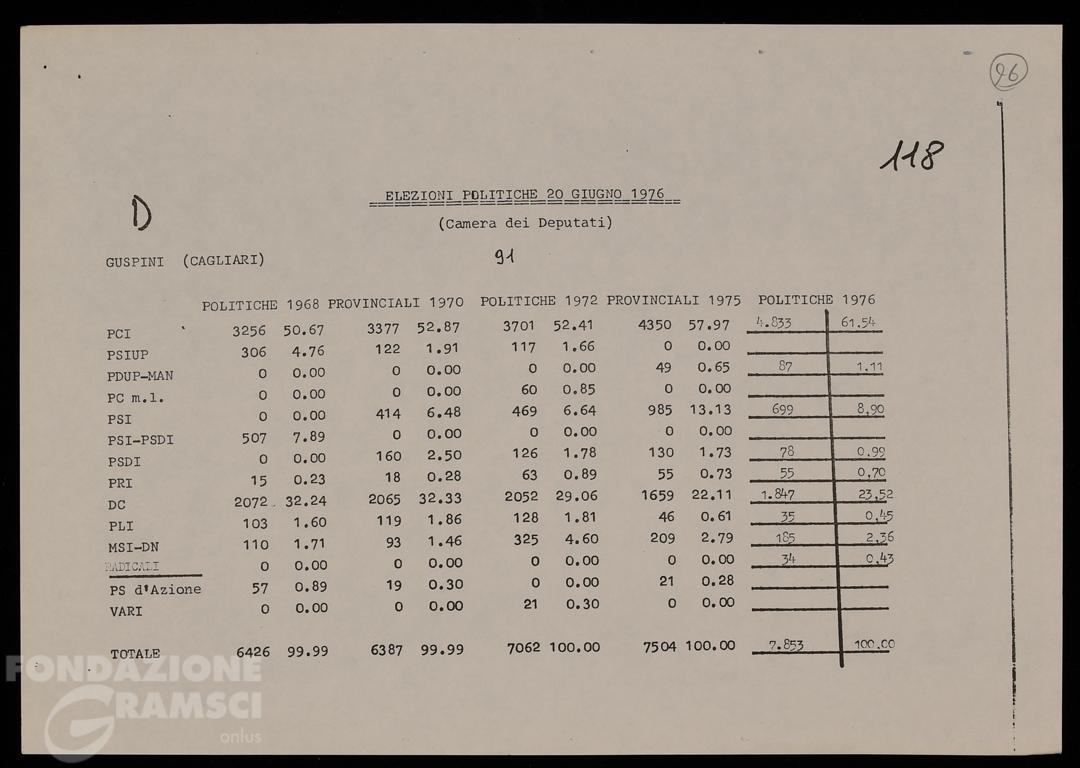 96
118
D
ELEZIONI POLITICHE 20 GIUGNO 1976
(Camera dei Deputati)
GUSPINI (CAGLIARI) 91
POLITICHE 1968 PROVINCIALI 1970 POLITICHE 1972 PROVINCIALI 1975 POLITICHE 1976
PCI 3256 50.67 3377 52.87 3701 52.41 4350 57.97 4.833 61.54
PSIUP 306 4.76 122 1.91 117 1.66 0 0.00
PDUP-MAN 0 0.00 0 0.00 0 0.00 49 0.65 87 1.11
PC m.l. 0 0.00 0 0.00 60 0.85 0 0.00
PSI 0 0.00 414 6.48 469 6.64 985 13.13 699 8,90
PSI-PSDI 507 7.89 0 0.00 0 0.00 0 0.00
PSDI 0 0.00 160 2.50 126 1.78 130 1.73 78 0,99
PRI 15 0.23 18 0.28 63 0.89 55 0.73 55 0,70
DC 2072 32.24 2065 32.33 2052 29.06 1659 22.11 1.847 23,52
PLI 103 1.60 119 1.86 128 1.81 46 0.61 35 0,45
MSI-DN 110 1.71 93 1.46 325 4.60 209 2.79 185 2,36
RADICALI 0 0.00 0 0.00 0 0.00 0 0.00 34 0,43
PS d'Azione 57 0.89 19 0.30 0 0.00 21 0.28
VARI 0 0.00 0 0.00 21 0.30 0 0.00
TOTALE 6426 99.99 6387 99.99 7062 100.00 7504 100.00 7.853 100.00
FONDAZIONE
GRAMSCI
onlus